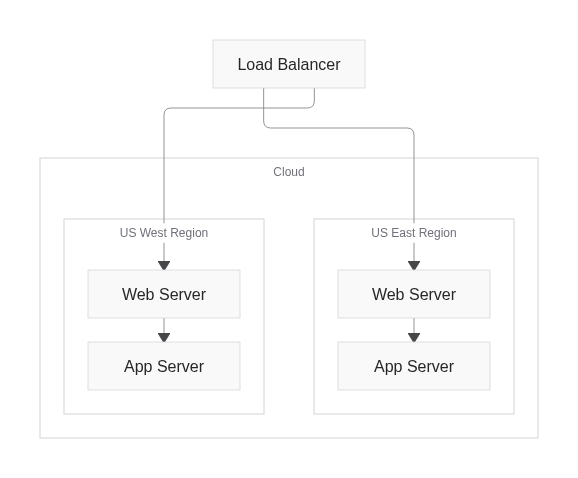 Load Balancer
Cloud
US West Region
US East Region
Web Server
Web Server
App Server
App Server